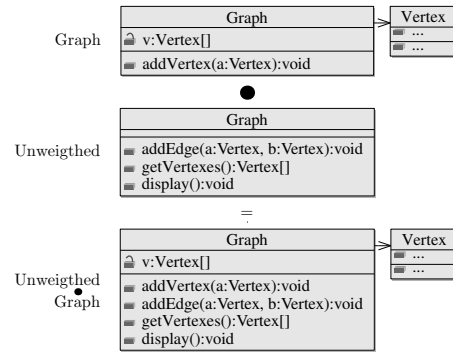 Graph
Vertex
Graph
v:Vertex[]
...
...
addVertex(a:Vertex):void
Graph
Unweigthed
addEdge(a:Vertex, b:Vertex):void
getVertexes():Vertex[]
display():void
=
Graph
Vertex
v:Vertex[]
...
...
Unweigthed
Graph
addVertex(a:Vertex):void
addEdge(a:Vertex, b:Vertex):void
getVertexes():Vertex[]
display():void